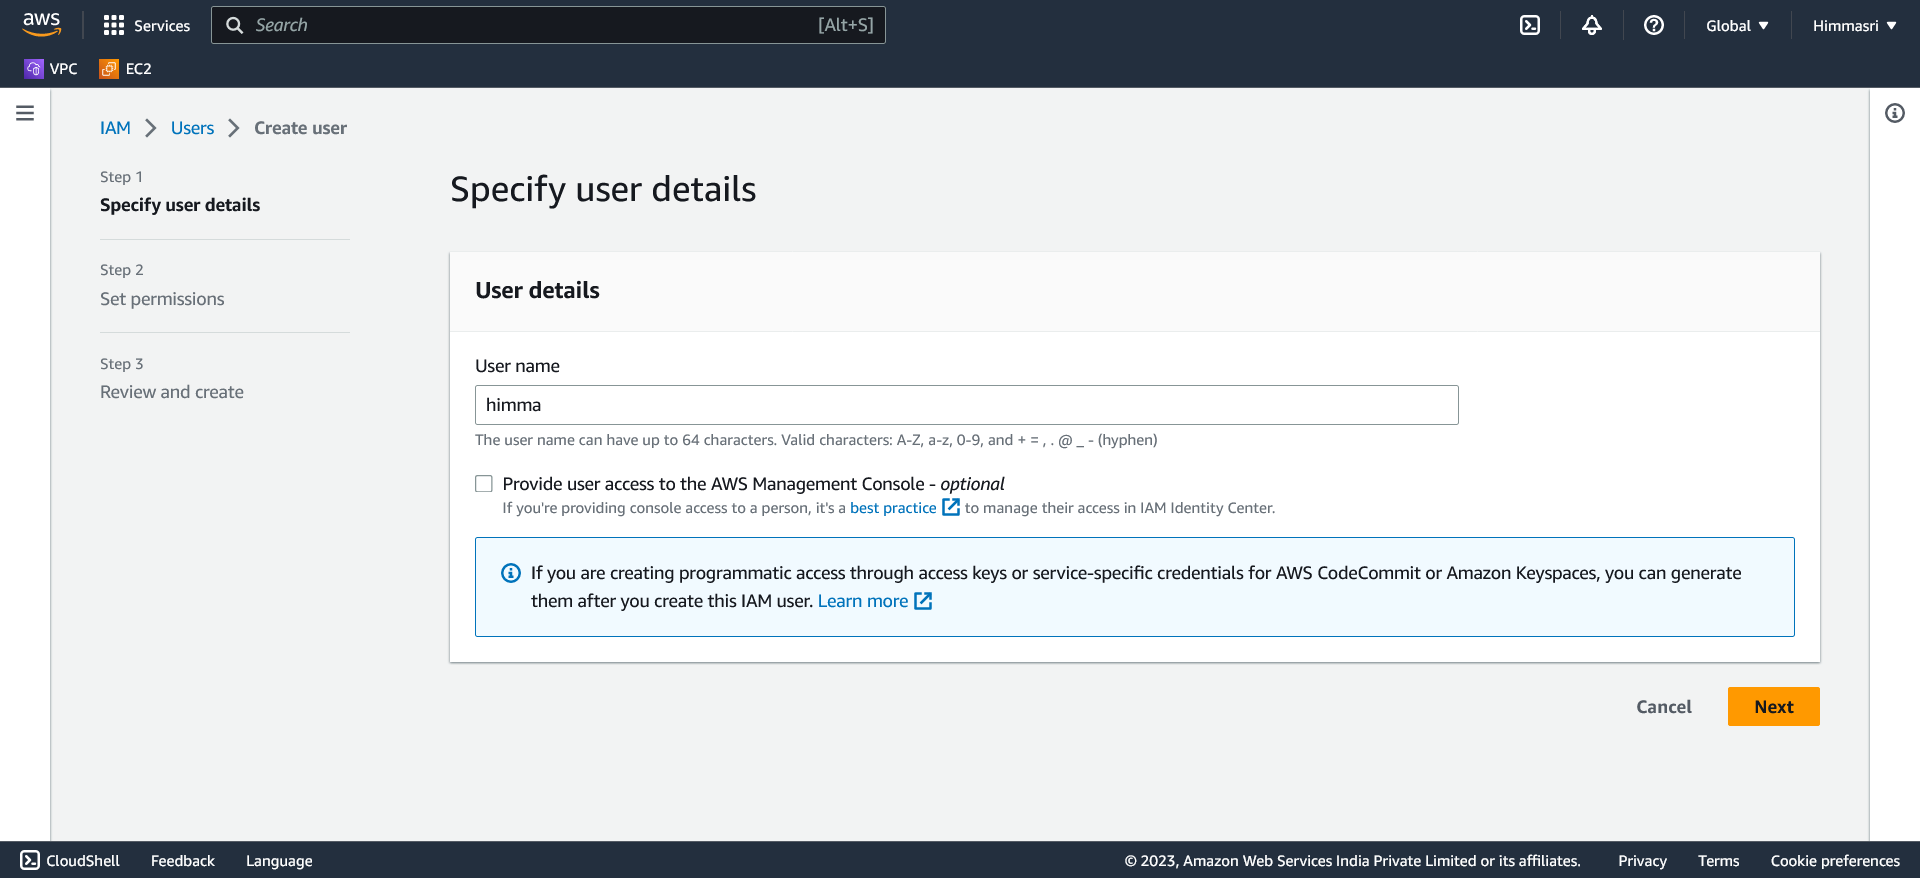 aws
Services
Search [Alt+S]
Global
Himmasri
VPC
EC2
IAM > Users > Create user
Step 1
Specify user details
Step 2
Set permissions
Step 3
Review and create
Specify user details
User details
User name
himma
The user name can have up to 64 characters. Valid characters: A-Z, a-z, 0-9, and + = , . @ _ - (hyphen)
Provide user access to the AWS Management Console - optional
If you're providing console access to a person, it's a best practice to manage their access in IAM Identity Center.
If you are creating programmatic access through access keys or service-specific credentials for AWS CodeCommit or Amazon Keyspaces, you can generate
them after you create this IAM user. Learn more
Cancel
Next
CloudShell
Feedback
Language
© 2023, Amazon Web Services India Private Limited or its affiliates.
Privacy
Terms
Cookie preferences